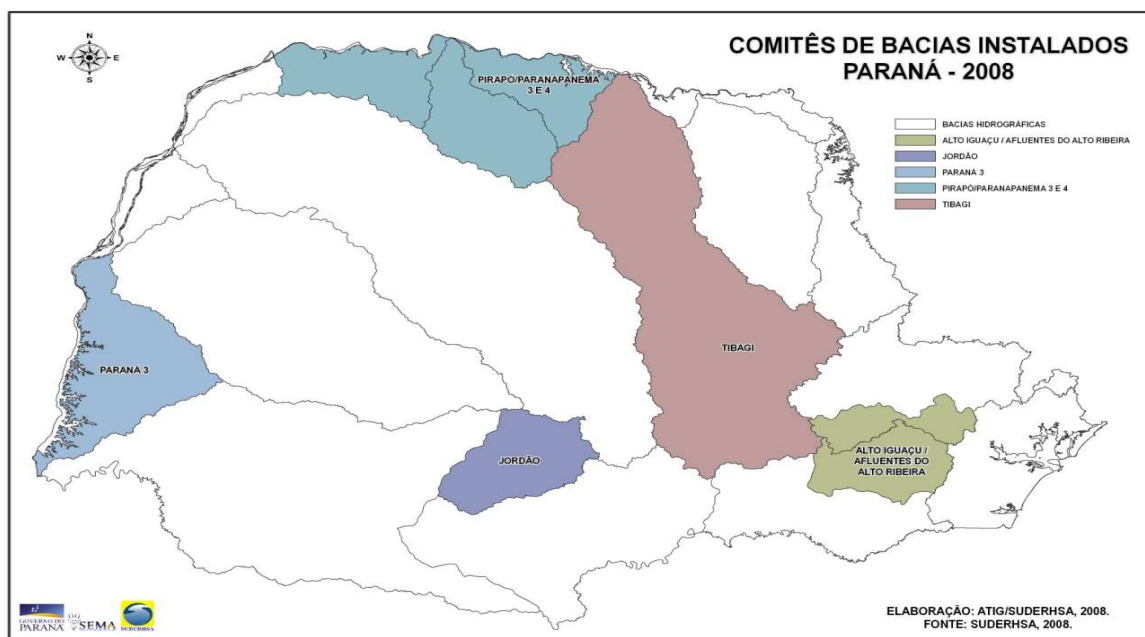 COMITÊS DE BACIAS INSTALADOS
PARANÁ - 2008
N
W
E
S
PIRAPÓ/PARANAPANEMA
3 E 4
BACIAS HIDROGRÁFICAS
ALTO IGUAÇU / AFLUENTES DO ALTO RIBEIRA
JORDÃO
PARANÁ 3
PIRAPÓ/PARANAPANEMA 3 E 4
TIBAGI
TIBAGI
PARANÁ 3
JORDÃO
ALTO IGUAÇU /
AFLUENTES DO
ALTO RIBEIRA
GOVERNO DO
PARANÁ
SEMA
SUDERHSA
ELABORAÇÃO: ATIG/SUDERHSA, 2008.
FONTE: SUDERHSA, 2008.